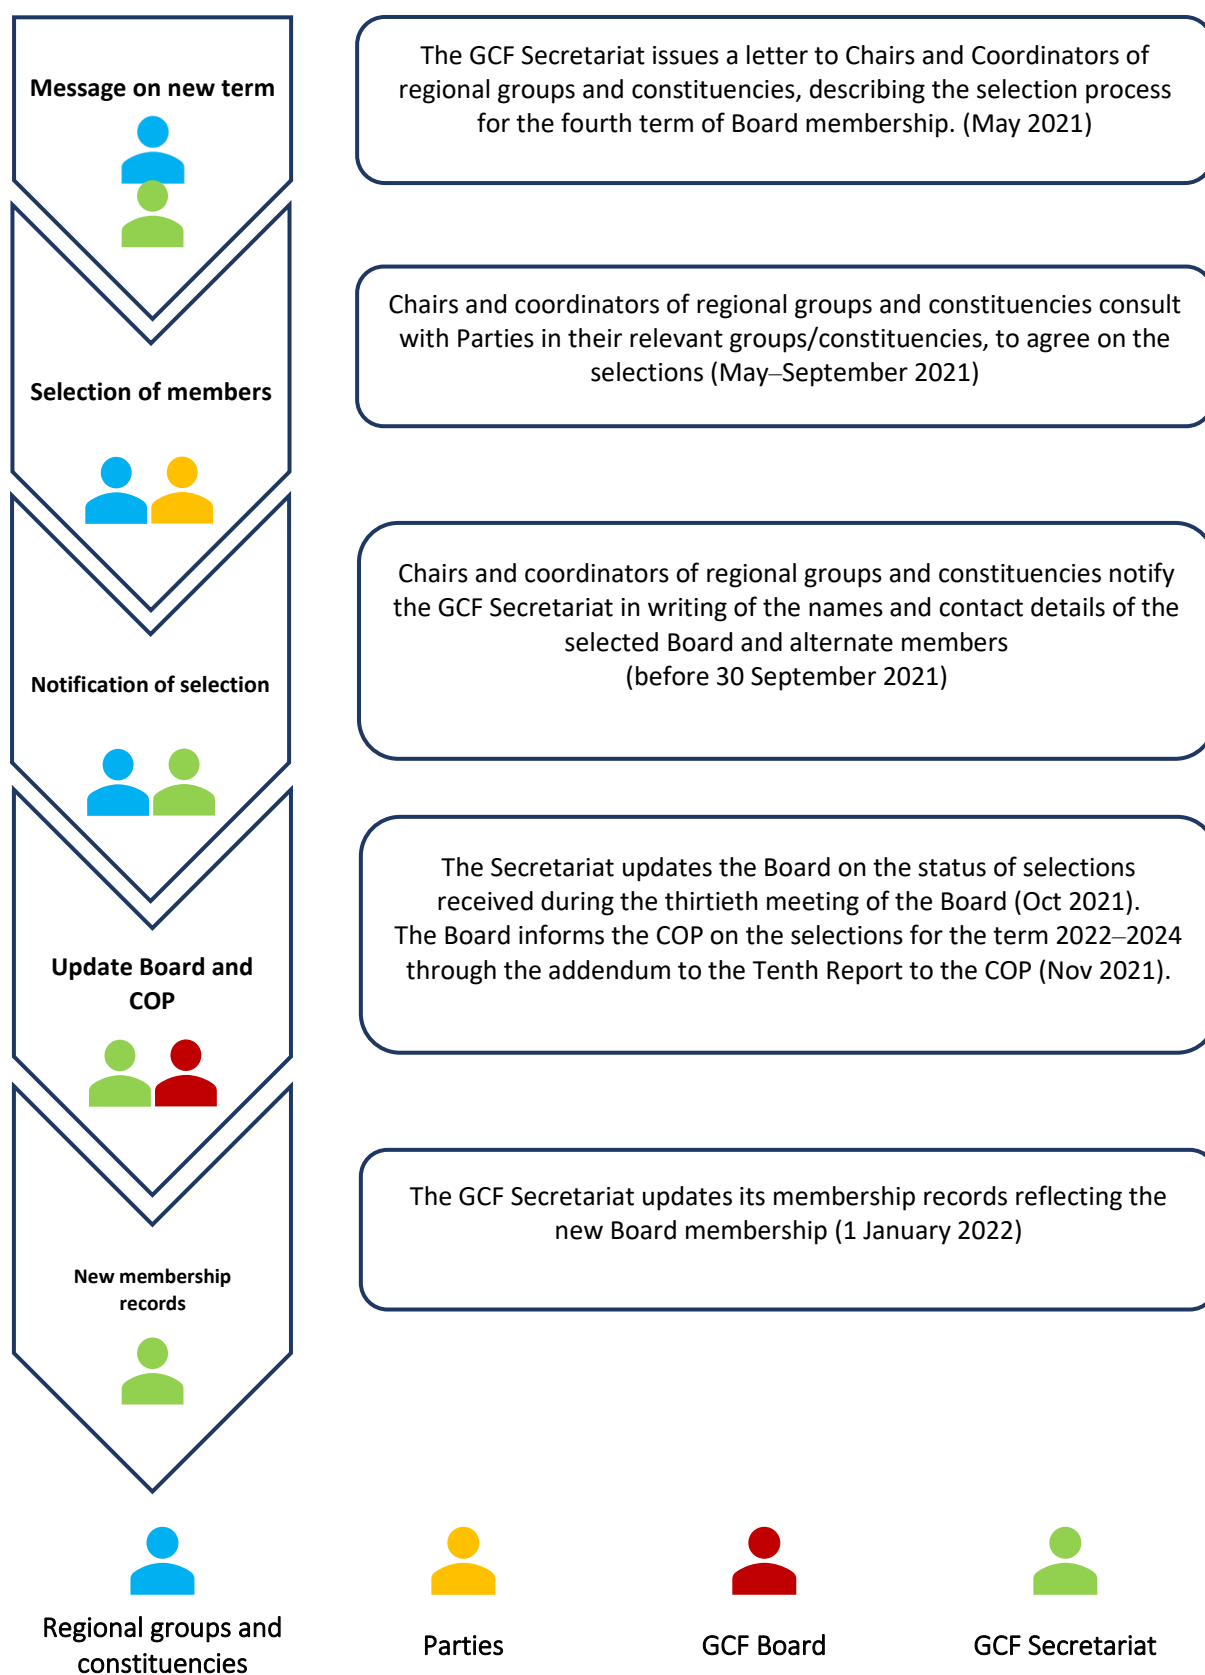 Message on new term
The GCF Secretariat issues a letter to Chairs and Coordinators of
regional groups and constituencies, describing the selection process
for the fourth term of Board membership. (May 2021)
Selection of members
Chairs and coordinators of regional groups and constituencies consult
with Parties in their relevant groups/constituencies, to agree on the
selections (May–September 2021)
Notification of selection
Chairs and coordinators of regional groups and constituencies notify
the GCF Secretariat in writing of the names and contact details of the
selected Board and alternate members
(before 30 September 2021)
Update Board and
COP
The Secretariat updates the Board on the status of selections
received during the thirtieth meeting of the Board (Oct 2021).
The Board informs the COP on the selections for the term 2022–2024
through the addendum to the Tenth Report to the COP (Nov 2021).
New membership
records
The GCF Secretariat updates its membership records reflecting the
new Board membership (1 January 2022)
Regional groups and
constituencies
Parties
GCF Board
GCF Secretariat